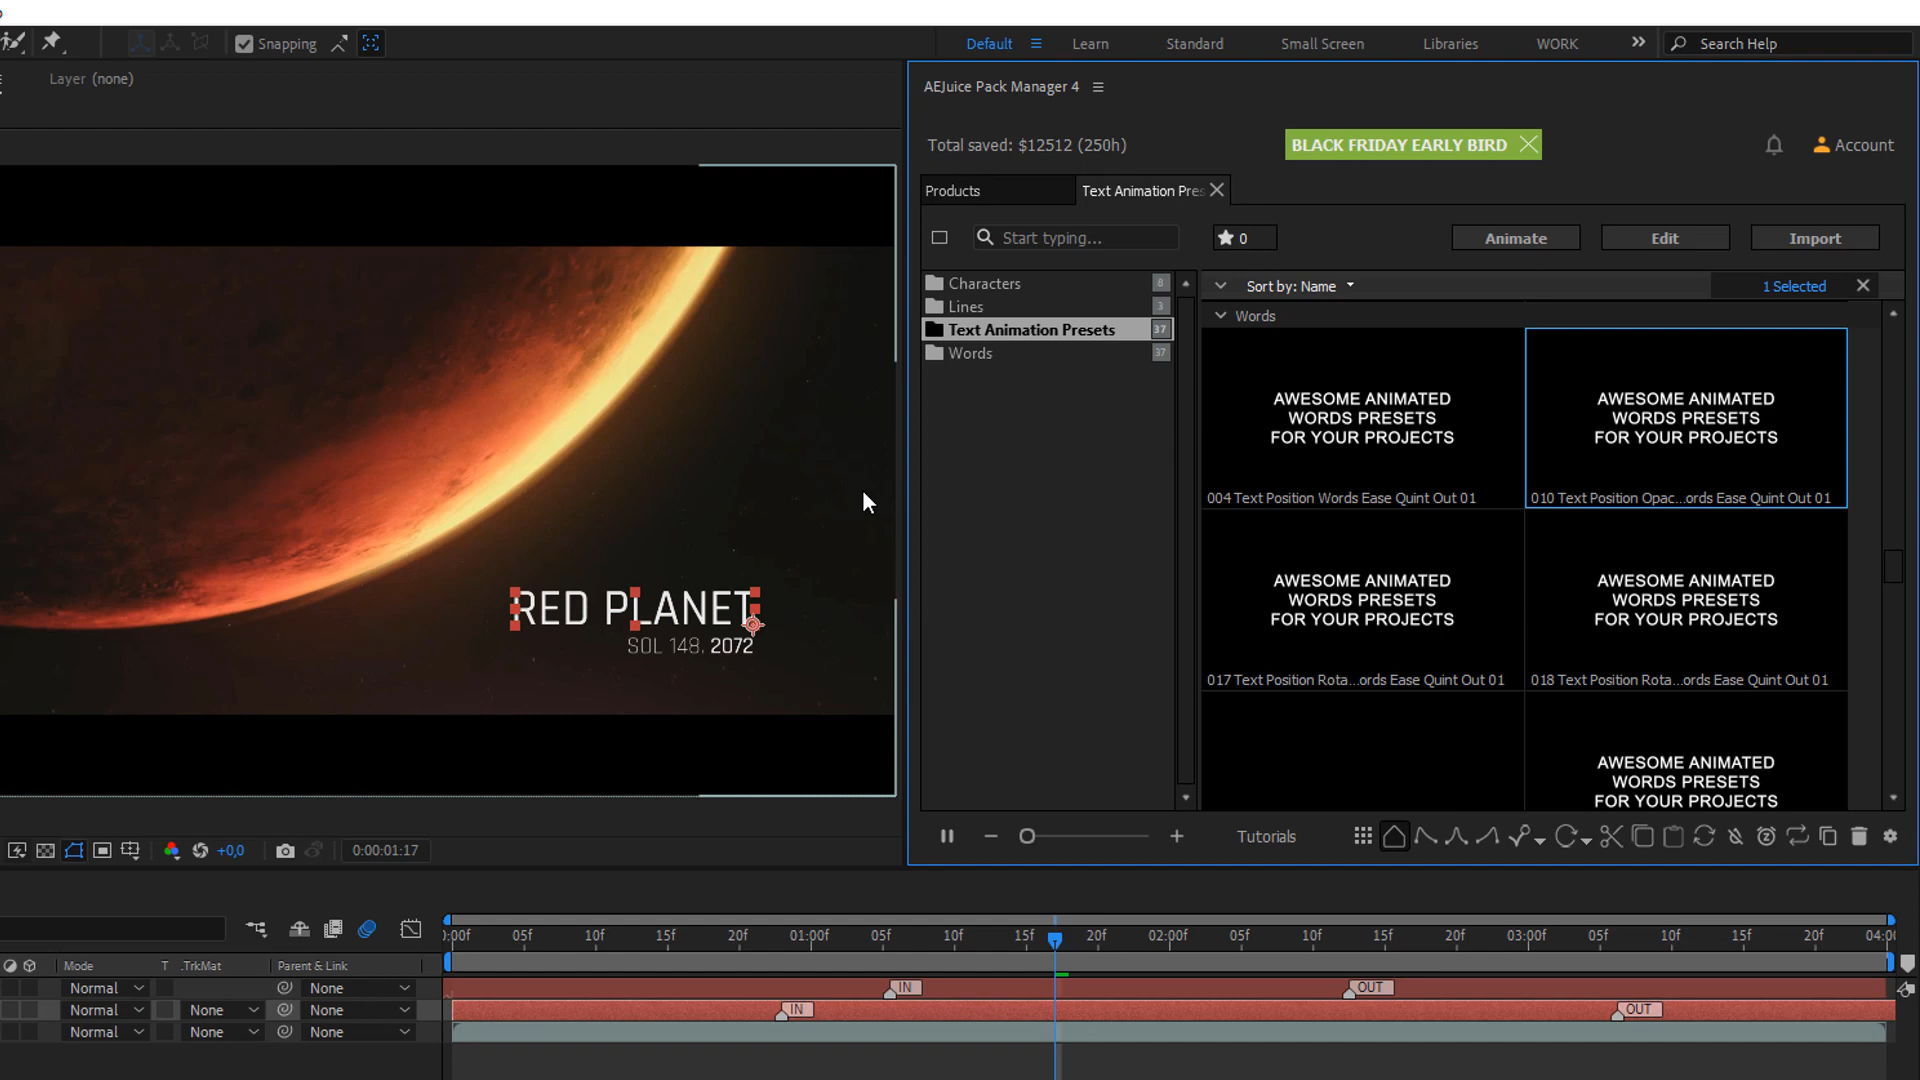 Snapping
Default
Learn
Standard
Small Screen
Libraries
WORK
Search Help
Layer (none)
AEJuice Pack Manager 4
Total saved: $12512 (250h)
BLACK FRIDAY EARLY BIRD
Account
Products
Text Animation Pres
Start typing...
0
Animate
Edit
Import
Characters 8
Lines 3
Text Animation Presets 37
Words 37
Sort by: Name
1 Selected
Words
AWESOME ANIMATED
WORDS PRESETS
FOR YOUR PROJECTS
004 Text Position Words Ease Quint Out 01
AWESOME ANIMATED
WORDS PRESETS
FOR YOUR PROJECTS
010 Text Position Opac...ords Ease Quint Out 01
AWESOME ANIMATED
WORDS PRESETS
FOR YOUR PROJECTS
017 Text Position Rota...ords Ease Quint Out 01
AWESOME ANIMATED
WORDS PRESETS
FOR YOUR PROJECTS
018 Text Position Rota...ords Ease Quint Out 01
AWESOME ANIMATED
WORDS PRESETS
FOR YOUR PROJECTS
RED PLANET
SOL 148, 2072
Tutorials
+0,0
0:00:01:17
:00f 05f 10f 15f 20f 01:00f 05f 10f 15f 20f 02:00f 05f 10f 15f 20f 03:00f 05f 10f 15f 20f 04:00
Mode T .TrkMat Parent & Link
Normal None IN OUT
Normal None None IN OUT
Normal None None